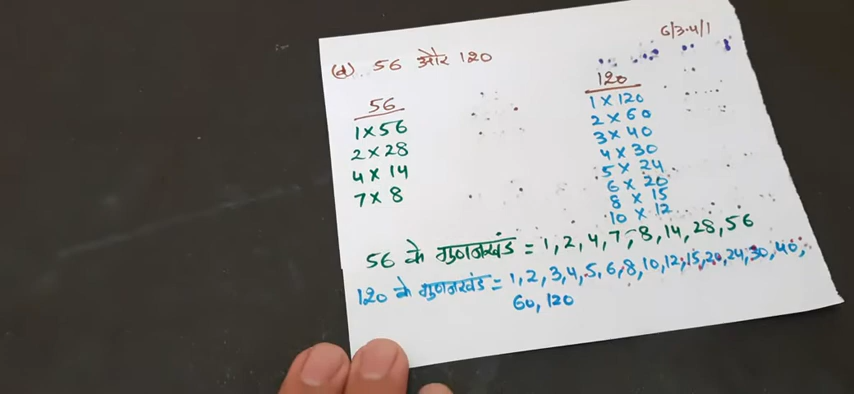 6/3.4/1
(d) 56 और 120
56
1 x 56
2 x 28
4 x 14
7 x 8
120
1 x 120
2 x 60
3 x 40
4 x 30
5 x 24
6 x 20
8 x 15
10 x 12
56 के गुणनखंड = 1, 2, 4, 7, 8, 14, 28, 56
120 के गुणनखंड = 1, 2, 3, 4, 5, 6, 8, 10, 12, 15, 20, 24, 30, 40,
60, 120